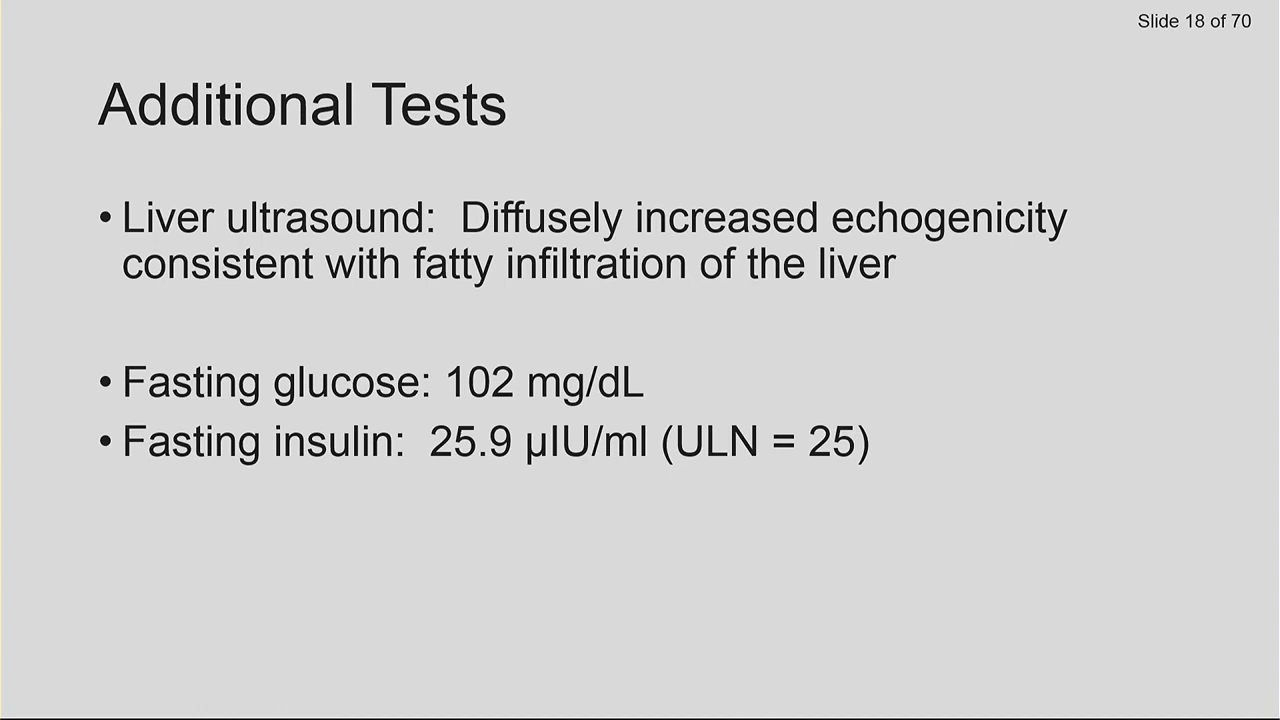 Slide 18 of 70
Additional Tests
• Liver ultrasound:  Diffusely increased echogenicity
consistent with fatty infiltration of the liver
• Fasting glucose: 102 mg/dL
• Fasting insulin:  25.9 µIU/ml (ULN = 25)